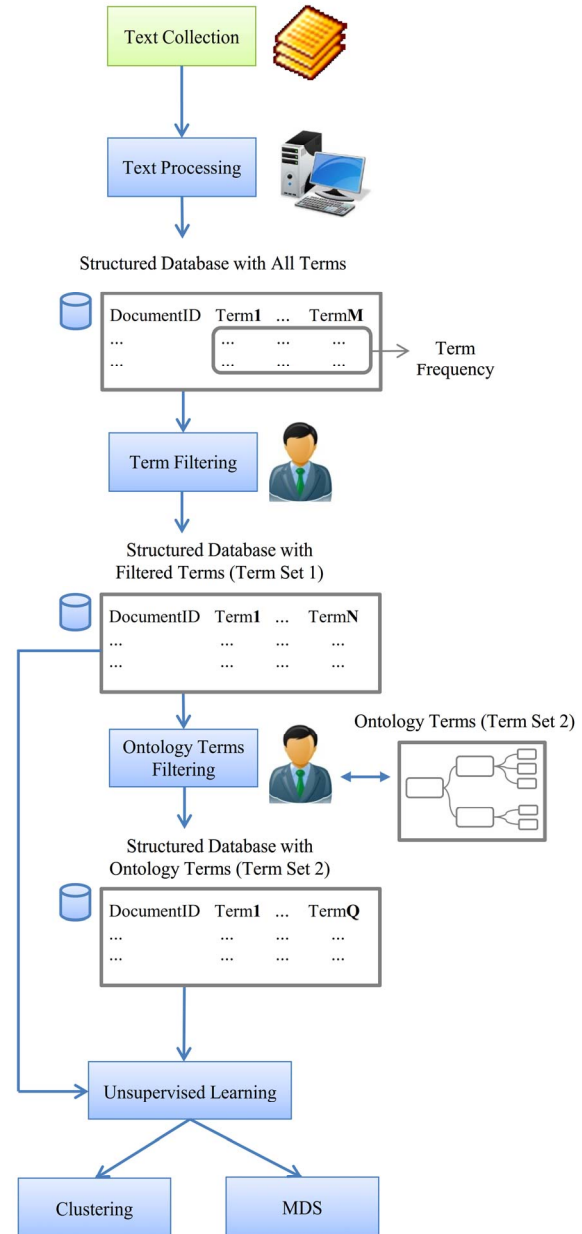 Text Collection
Text Processing
Structured Database with All Terms
DocumentID Term1 ... TermM
... ... ... ...
... ... ... ...
Term
Frequency
Term Filtering
Structured Database with
Filtered Terms (Term Set 1)
DocumentID Term1 ... TermN
... ... ... ...
... ... ... ...
Ontology Terms
Filtering
Ontology Terms (Term Set 2)
Structured Database with
Ontology Terms (Term Set 2)
DocumentID Term1 ... TermQ
... ... ... ...
... ... ... ...
Unsupervised Learning
Clustering
MDS